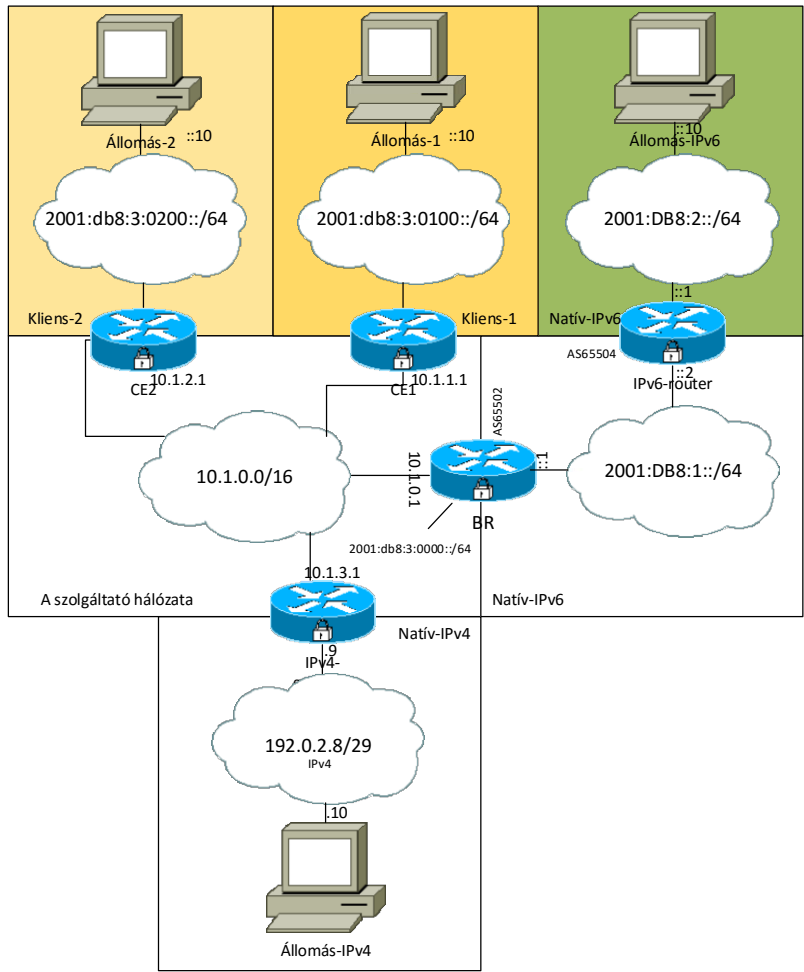 Állomás-2
::10
Állomás-1
::10
::10
Állomás-IPv6
2001:db8:3:0200::/64
2001:db8:3:0100::/64
2001:DB8:2::/64
::1
Kliens-2
Kliens-1
Natív-IPv6
AS65504
10.1.2.1
CE2
10.1.1.1
CE1
::2
IPv6-router
AS65502
10.1.0.0/16
10.1.0.1
::1
2001:DB8:1::/64
BR
2001:db8:3:0000::/64
10.1.3.1
A szolgáltató hálózata
Natív-IPv6
Natív-IPv4
.9
IPv4-
192.0.2.8/29
IPv4
.10
Állomás-IPv4